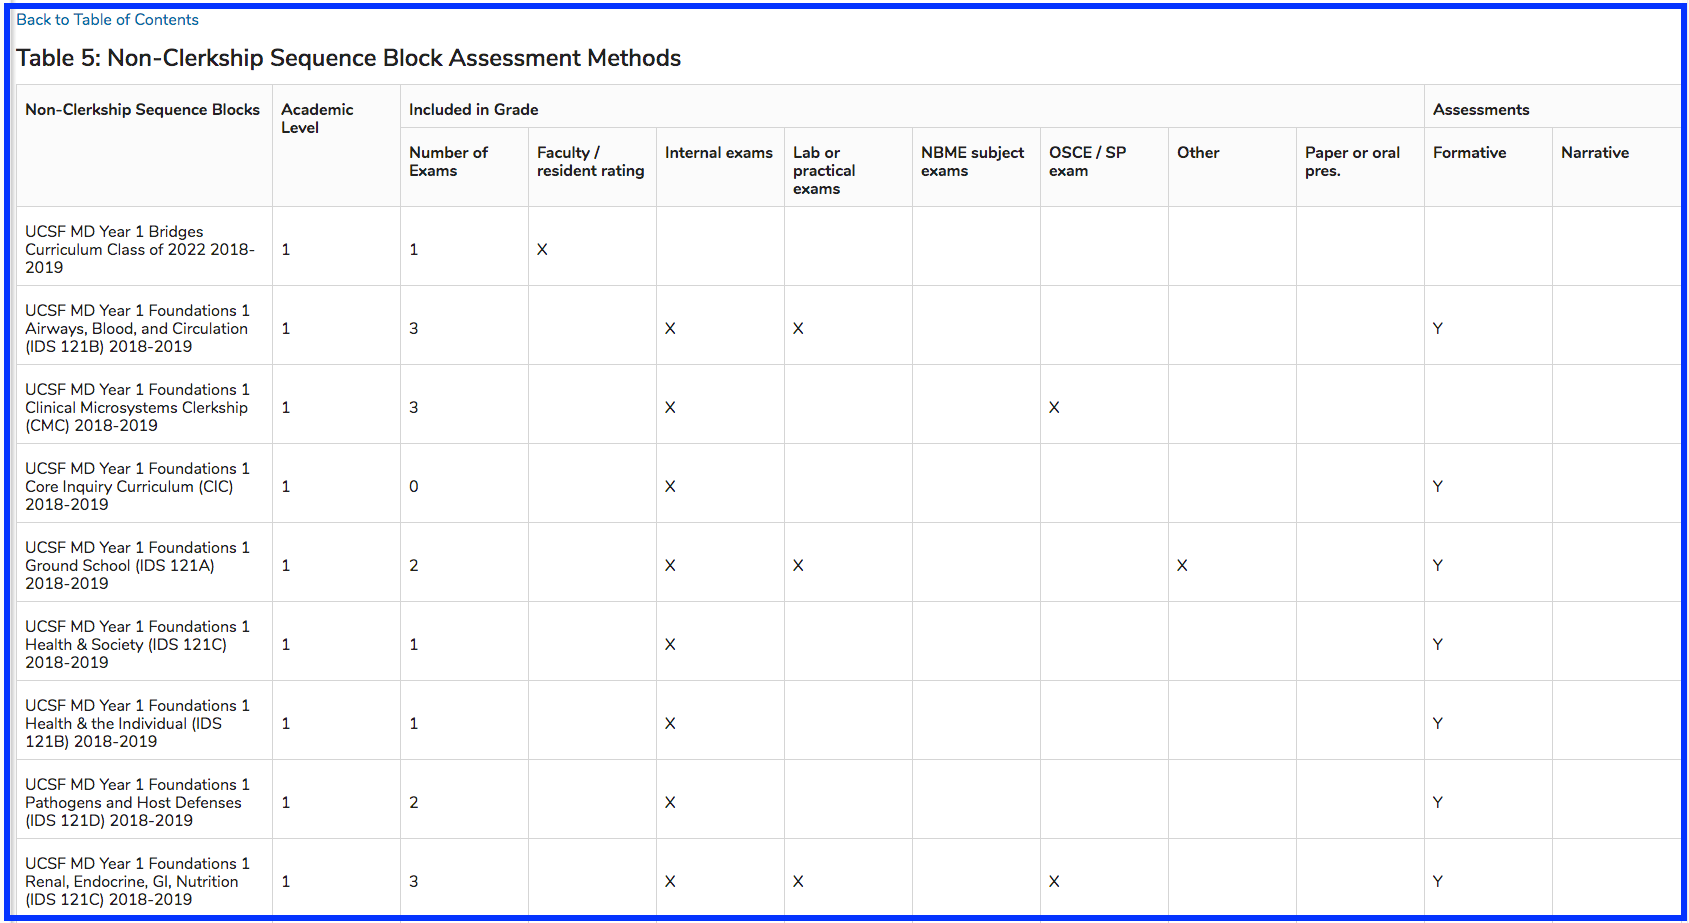 Back to Table of Contents
Table 5: Non-Clerkship Sequence Block Assessment Methods
Non-Clerkship Sequence Blocks Academic Level Included in Grade Assessments
Number of Exams Faculty / resident rating Internal exams Lab or practical exams NBME subject exams OSCE / SP exam Other Paper or oral pres. Formative Narrative
UCSF MD Year 1 Bridges
Curriculum Class of 2022 2018-
2019
1 1 X
UCSF MD Year 1 Foundations 1
Airways, Blood, and Circulation
(IDS 121B) 2018-2019
1 3 X X Y
UCSF MD Year 1 Foundations 1
Clinical Microsystems Clerkship
(CMC) 2018-2019
1 3 X X
UCSF MD Year 1 Foundations 1
Core Inquiry Curriculum (CIC)
2018-2019
1 0 X Y
UCSF MD Year 1 Foundations 1
Ground School (IDS 121A)
2018-2019
1 2 X X X Y
UCSF MD Year 1 Foundations 1
Health & Society (IDS 121C)
2018-2019
1 1 X Y
UCSF MD Year 1 Foundations 1
Health & the Individual (IDS
121B) 2018-2019
1 1 X Y
UCSF MD Year 1 Foundations 1
Pathogens and Host Defenses
(IDS 121D) 2018-2019
1 2 X Y
UCSF MD Year 1 Foundations 1
Renal, Endocrine, GI, Nutrition
(IDS 121C) 2018-2019
1 3 X X X Y